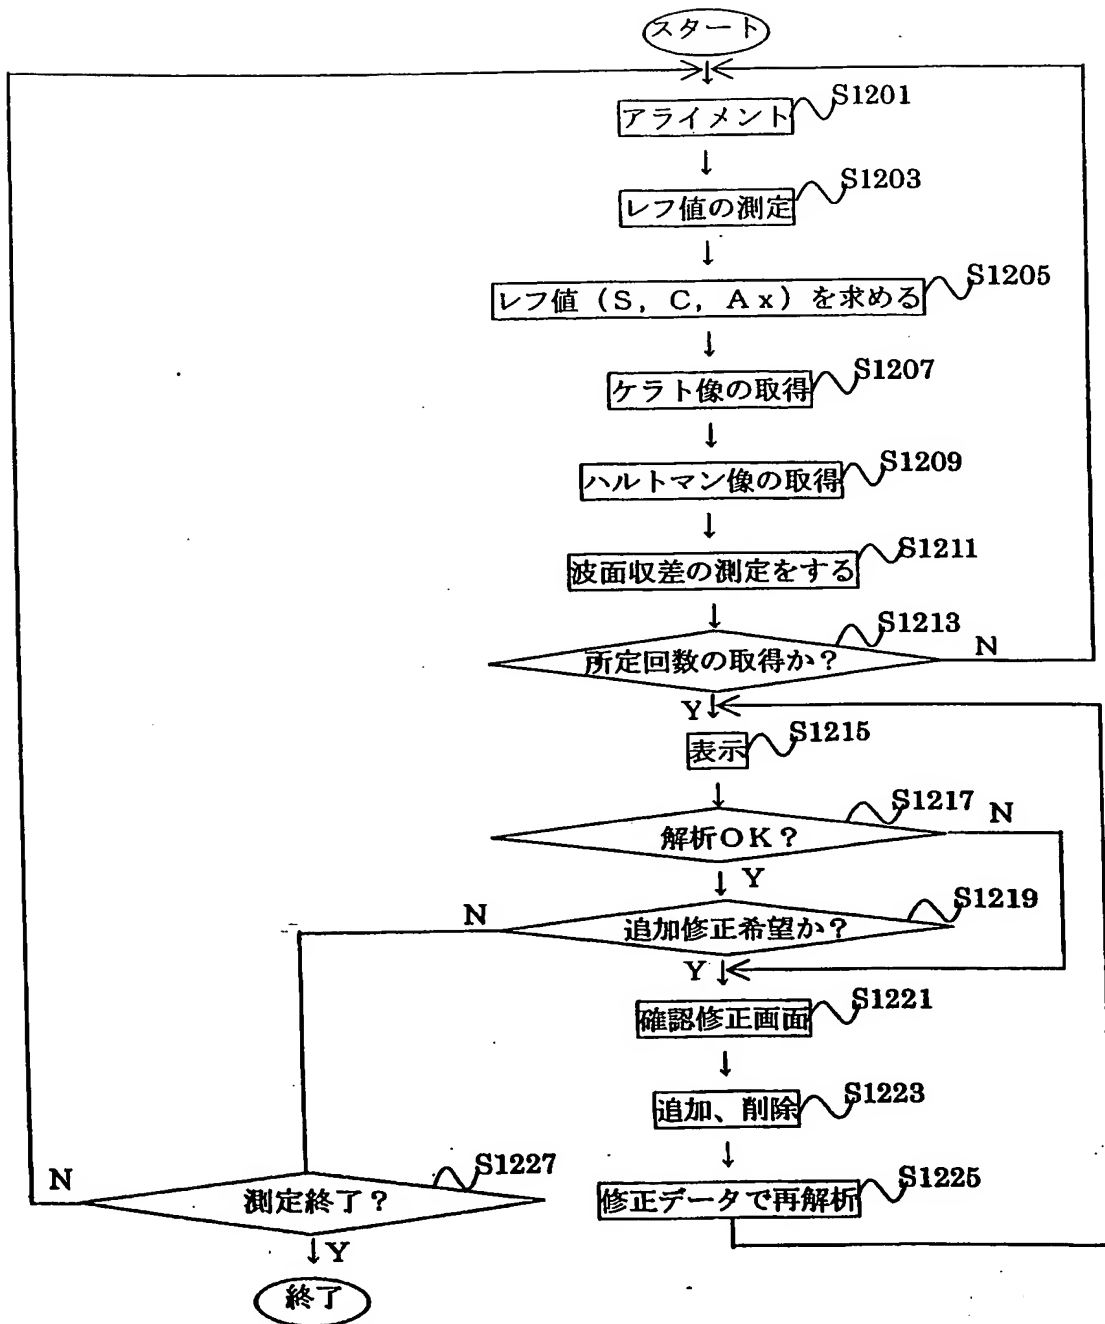 スタート
アライメント
S1201
レフ値の測定
S1203
レフ値（S，C，Ax）を求める
S1205
ケラト像の取得
S1207
ハルトマン像の取得
S1209
波面収差の測定をする
S1211
所定回数の取得か？
S1213
N
Y
表示
S1215
解析OK？
S1217
N
Y
追加修正希望か？
S1219
N
Y
確認修正画面
S1221
追加、削除
S1223
修正データで再解析
S1225
測定終了？
S1227
N
Y
終了